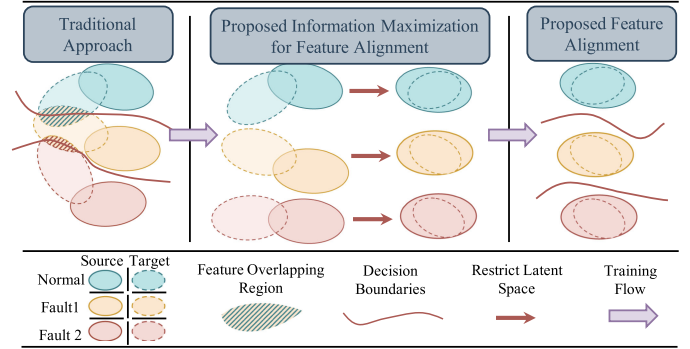 Traditional
Approach
Proposed Information Maximization
for Feature Alignment
Proposed Feature
Alignment
Source Target
Normal
Fault1
Fault 2
Feature Overlapping
Region
Decision
Boundaries
Restrict Latent
Space
Training
Flow